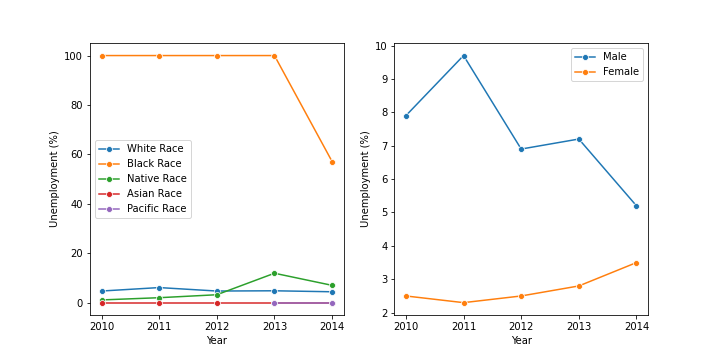 100
80
60
40
20
0
Unemployment (%)
White Race
Black Race
Native Race
Asian Race
Pacific Race
2010 2011 2012 2013 2014
Year
10
9
8
7
6
5
4
3
2
Unemployment (%)
Male
Female
2010 2011 2012 2013 2014
Year